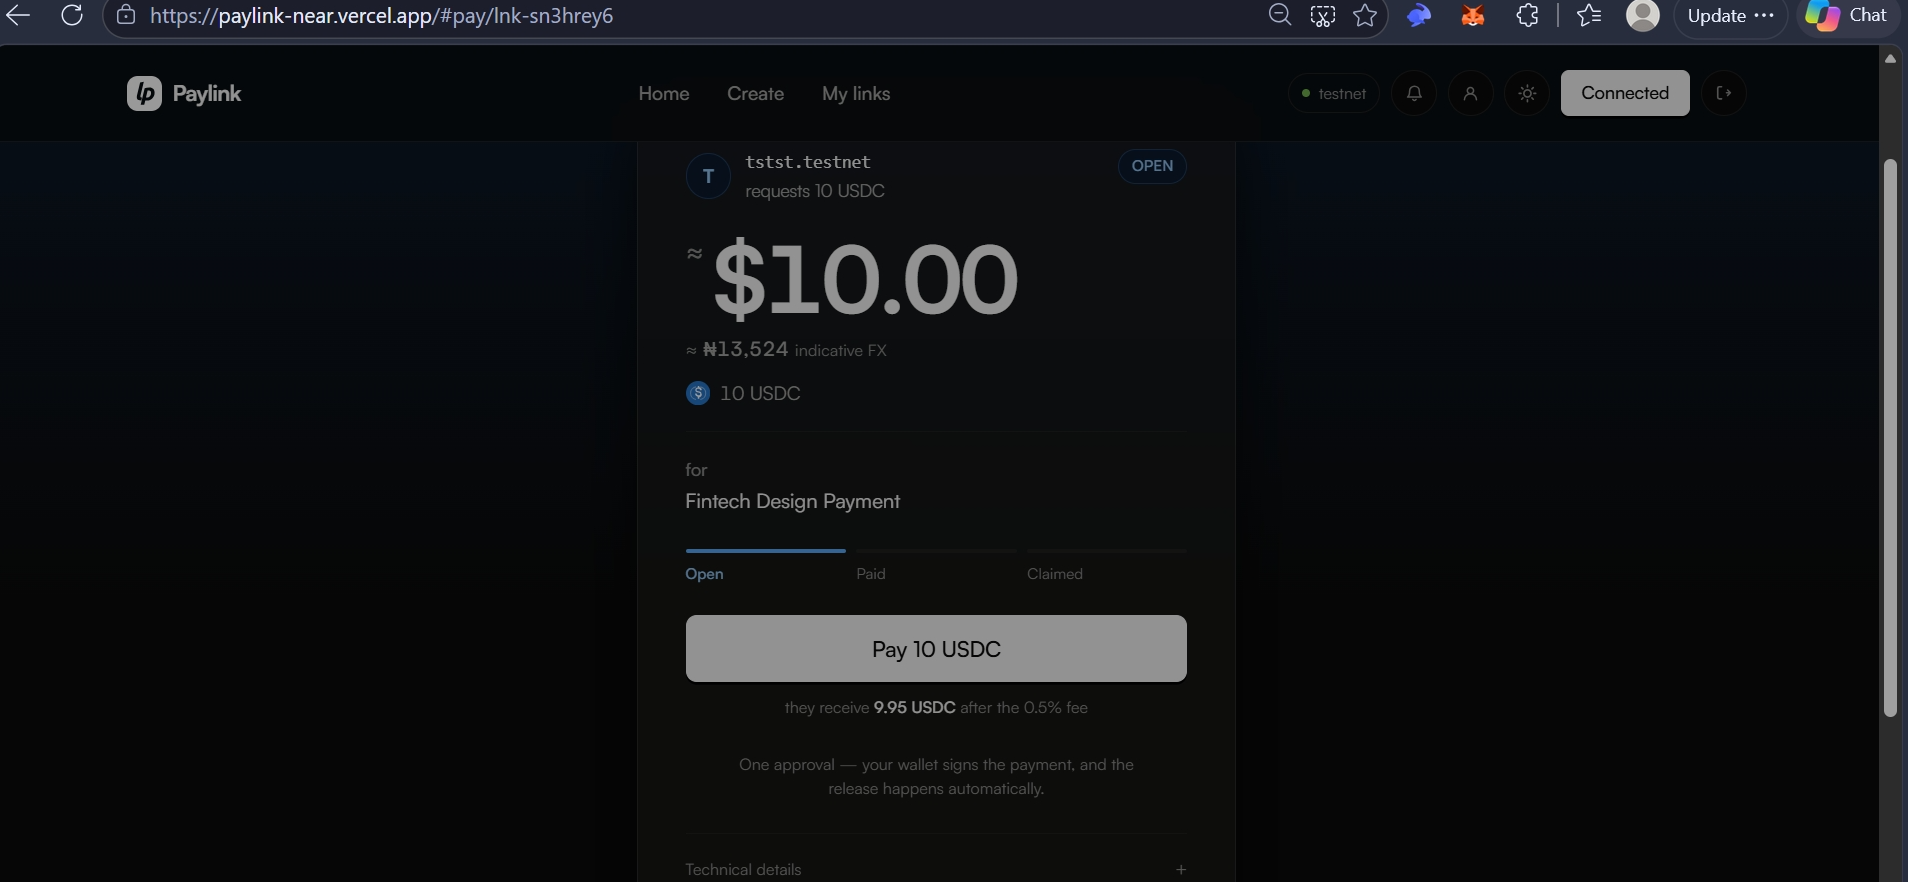 https://paylink-near.vercel.app/#pay/lnk-sn3hrey6
Update
Chat
Paylink
Home
Create
My links
testnet
Connected
T
tstst.testnet
requests 10 USDC
OPEN
≈ $10.00
≈ ₦13,524 indicative FX
$ 10 USDC
for
Fintech Design Payment
Open
Paid
Claimed
Pay 10 USDC
they receive 9.95 USDC after the 0.5% fee
One approval — your wallet signs the payment, and the
release happens automatically.
Technical details +